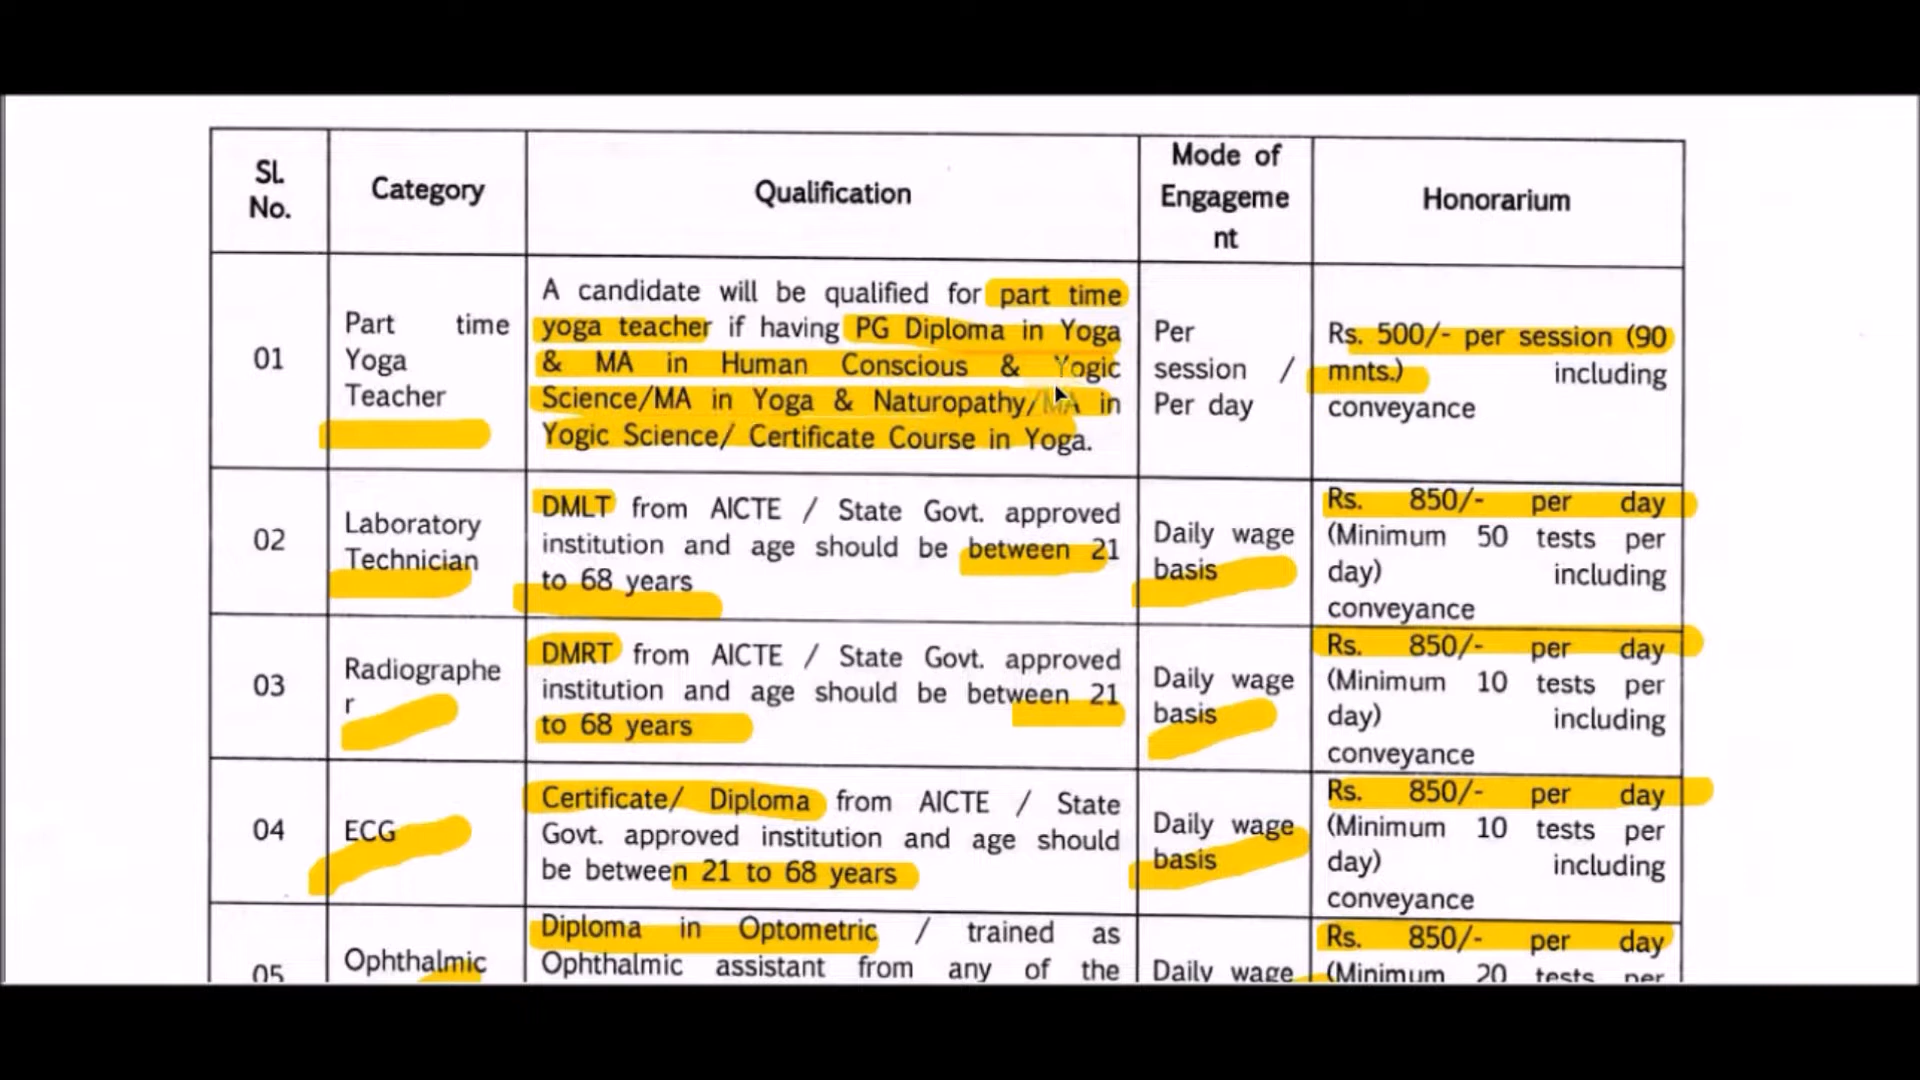 Sl.
No.
Category
Qualification
Mode of
Engageme
nt
Honorarium
01
Part time
Yoga
Teacher
A candidate will be qualified for part time
yoga teacher if having PG Diploma in Yoga
& MA in Human Conscious & Yogic
Science/MA in Yoga & Naturopathy/MA in
Yogic Science/ Certificate Course in Yoga.
Per
session /
Per day
Rs. 500/- per session (90
mnts.) including
conveyance
02
Laboratory
Technician
DMLT from AICTE / State Govt. approved
institution and age should be between 21
to 68 years
Daily wage
basis
Rs. 850/- per day
(Minimum 50 tests per
day) including
conveyance
03
Radiographe
r
DMRT from AICTE / State Govt. approved
institution and age should be between 21
to 68 years
Daily wage
basis
Rs. 850/- per day
(Minimum 10 tests per
day) including
conveyance
04
ECG
Certificate/ Diploma from AICTE / State
Govt. approved institution and age should
be between 21 to 68 years
Daily wage
basis
Rs. 850/- per day
(Minimum 10 tests per
day) including
conveyance
05
Ophthalmic
Diploma in Optometric / trained as
Ophthalmic assistant from any of the
Daily wage
Rs. 850/- per day
(Minimum 20 tests per